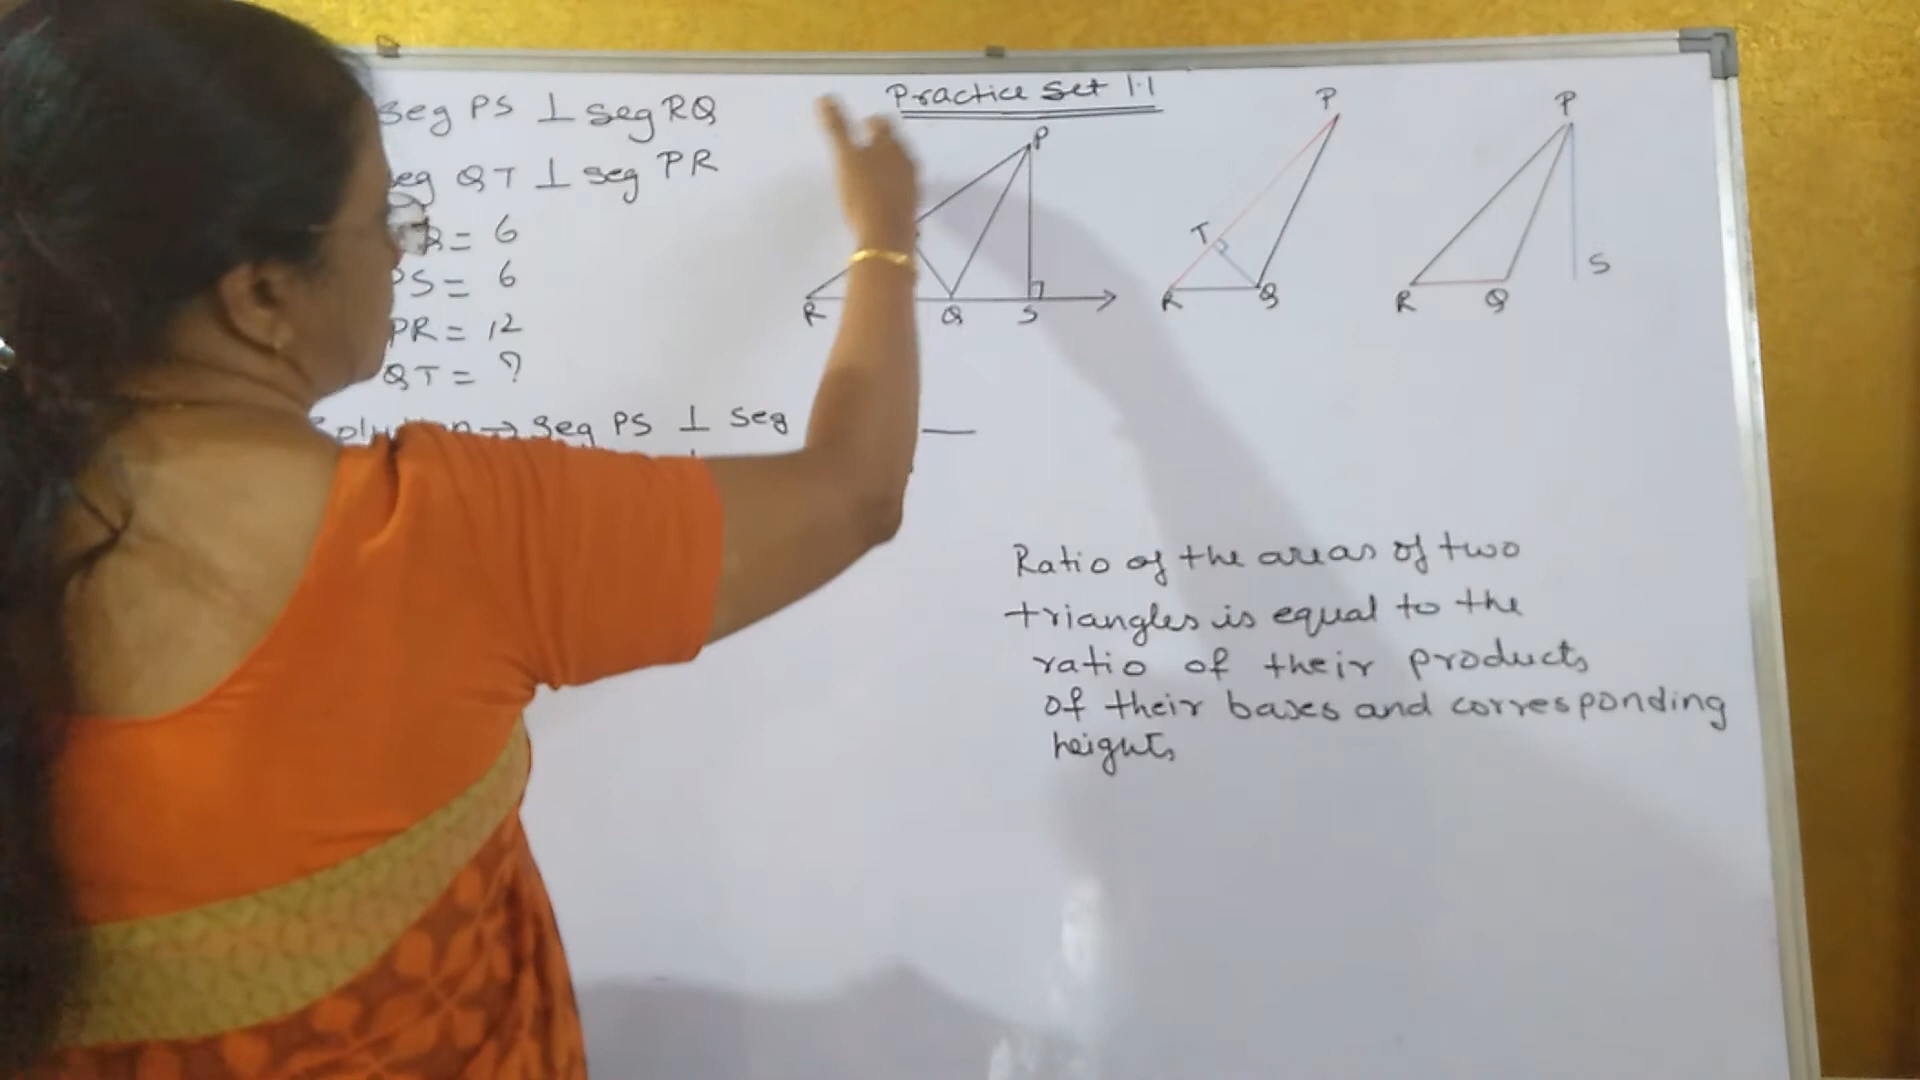 Practice Set 1.1
seg PS ⊥ seg RQ
seg QT ⊥ seg PR
R = 6
PS = 6
PR = 12
QT = ?
Solution → seg PS ⊥ seg
P
R Q S
P
T
R Q
P
S
R Q
Ratio of the areas of two
triangles is equal to the
ratio of their products
of their bases and corresponding
heights